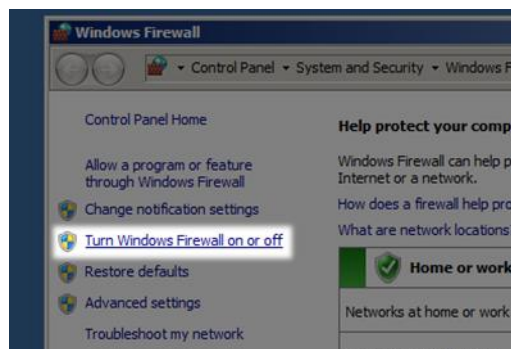 Windows Firewall
Control Panel System and Security Windows F
Control Panel Home
Allow a program or feature
through Windows Firewall
Change notification settings
Turn Windows Firewall on or off
Restore defaults
Advanced settings
Troubleshoot my network
Help protect your comp
Windows Firewall can help p
Internet or a network.
How does a firewall help pro
What are network locations
Home or work
Networks at home or work